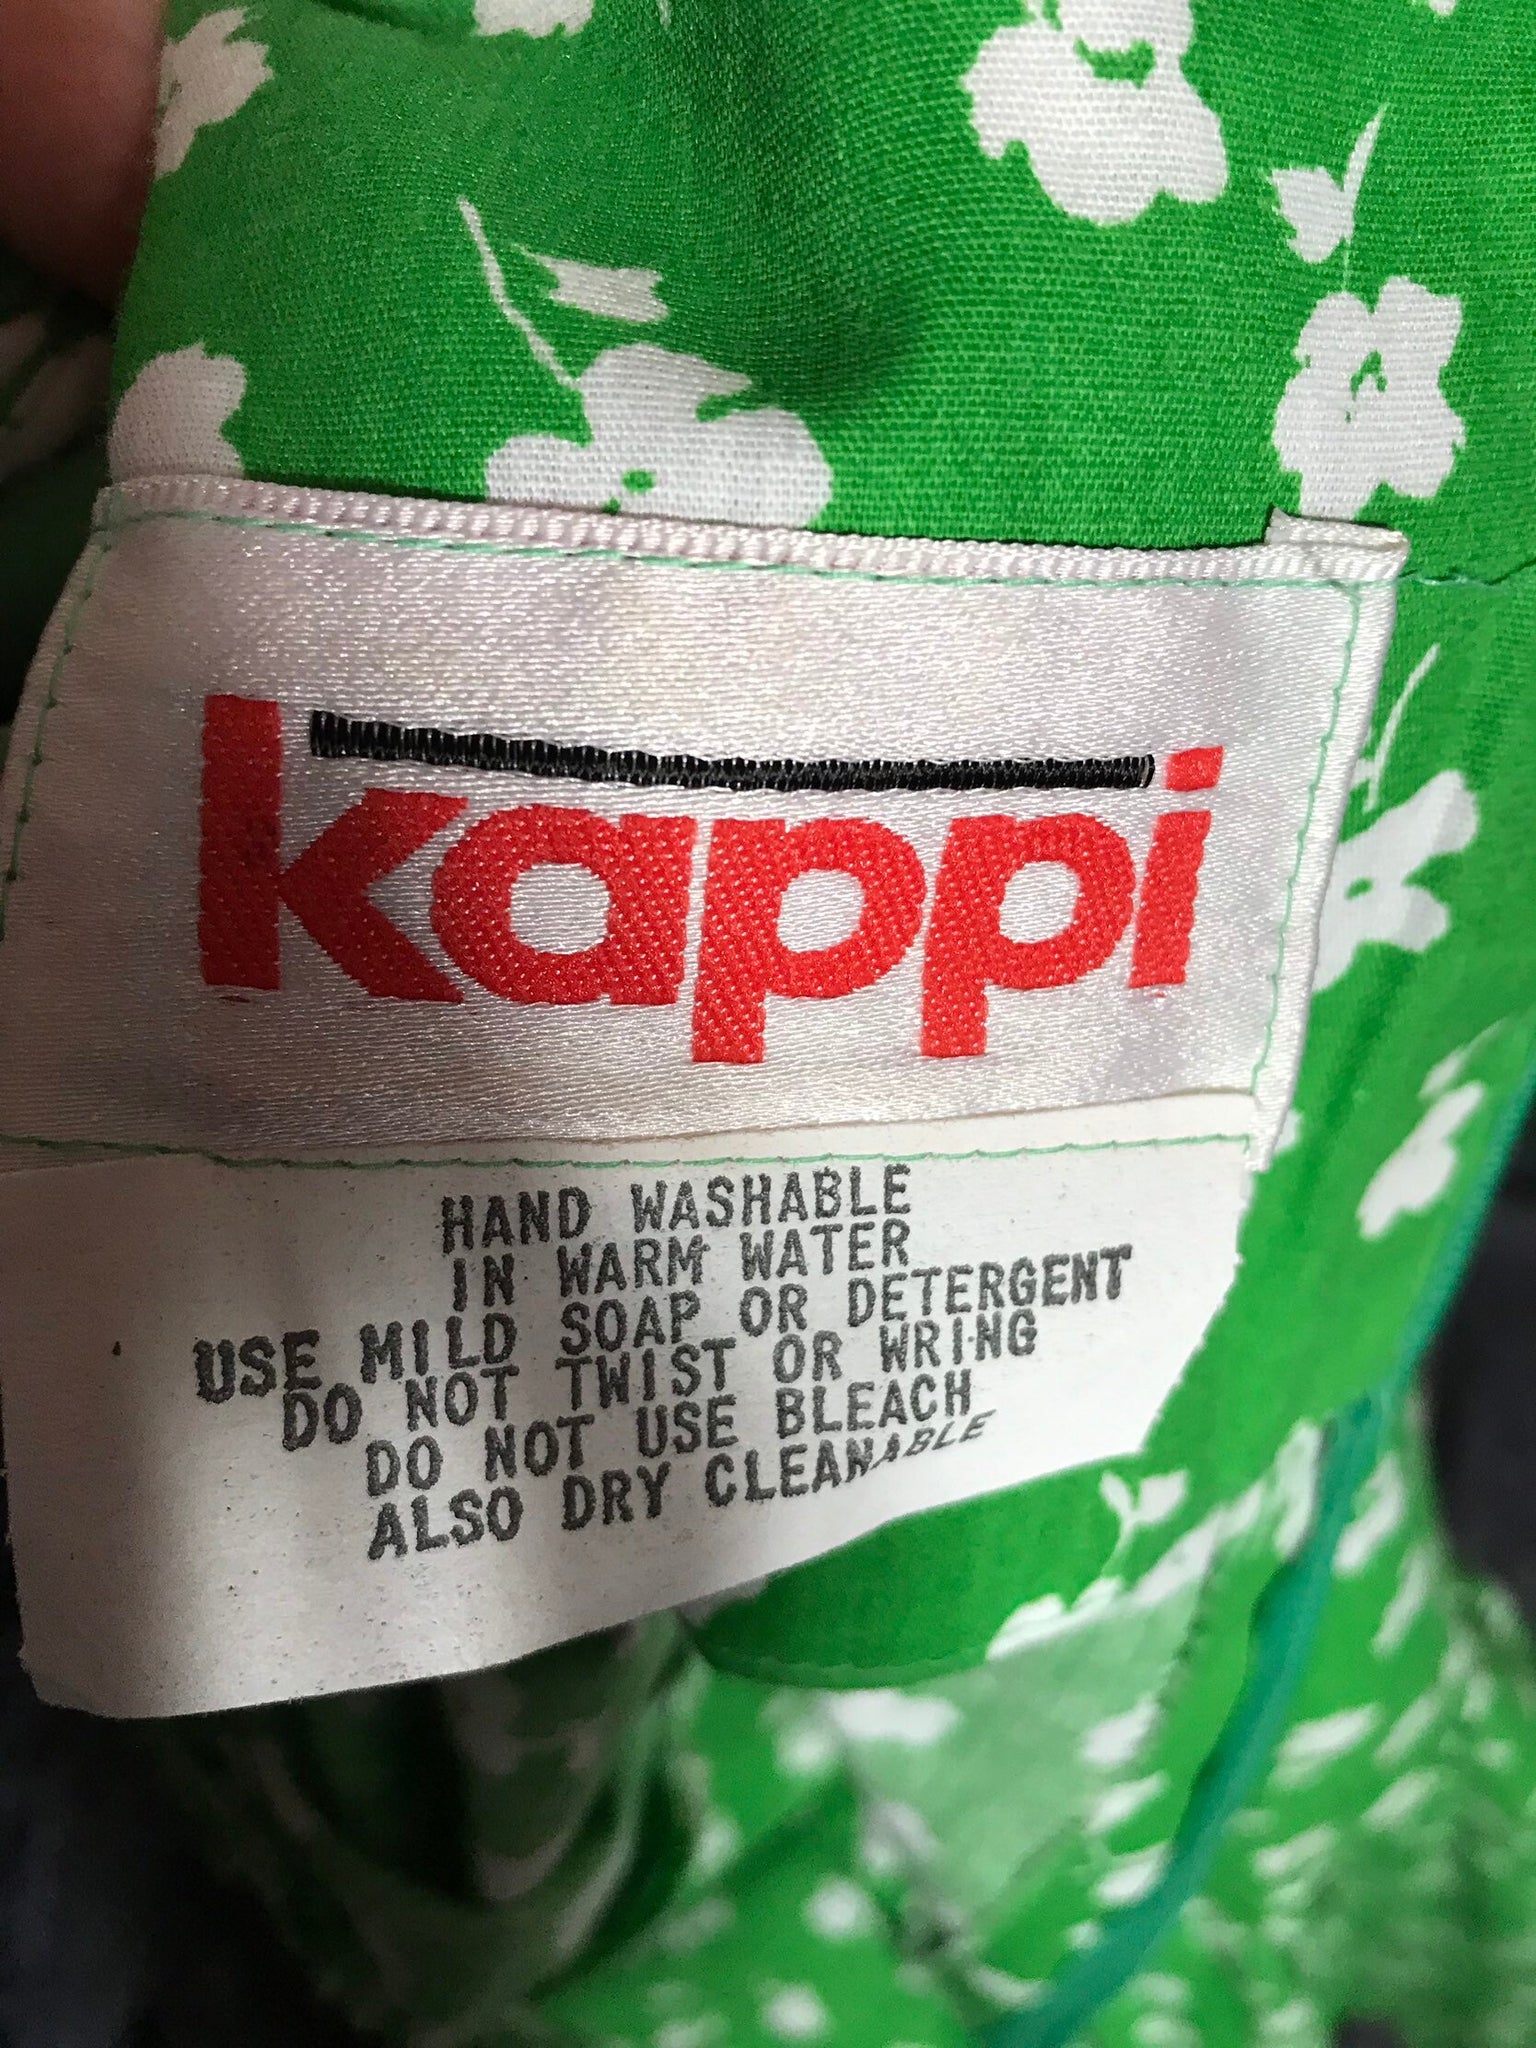 kappi
HAND WASHABLE
IN WARM WATER
USE MILD SOAP OR DETERGENT
DO NOT TWIST OR WRING
DO NOT USE BLEACH
ALSO DRY CLEANABLE